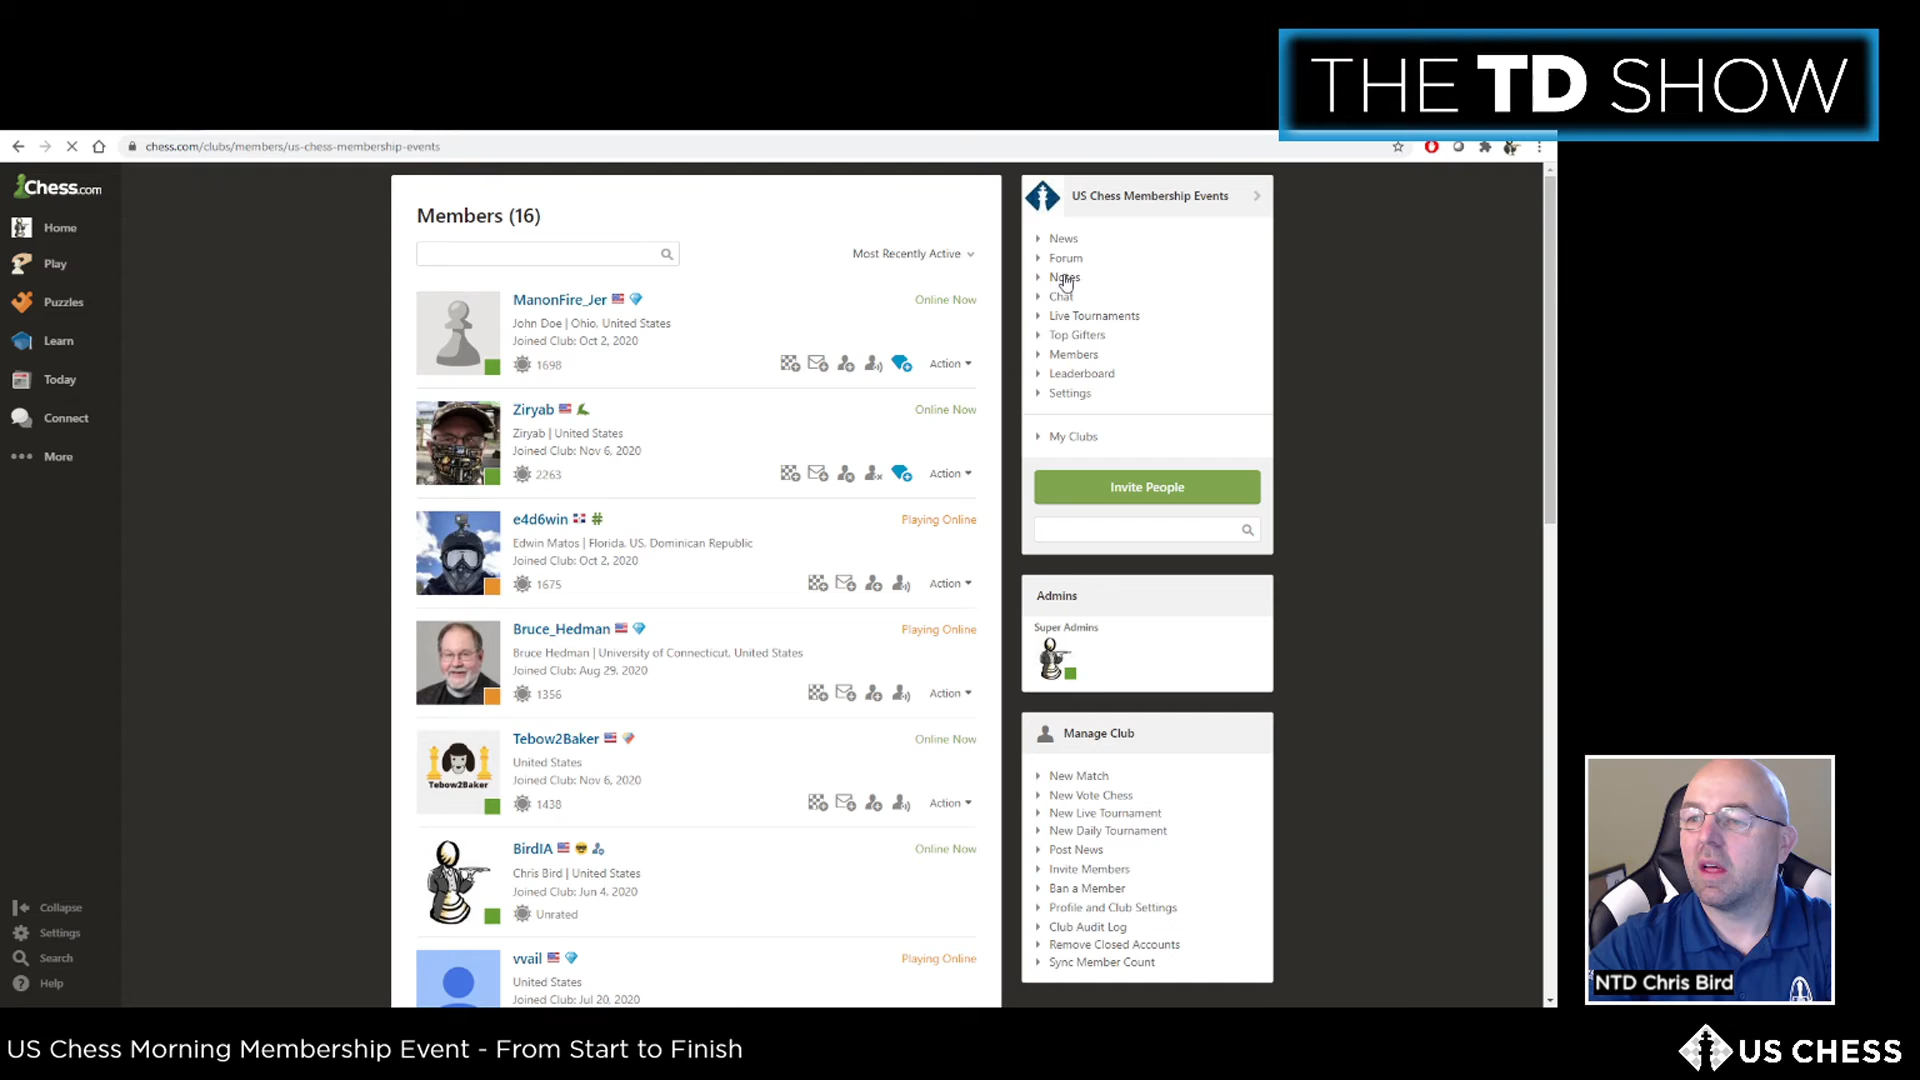 THE TD SHOW
chess.com/clubs/members/us-chess-membership-events
Chess.com
Home
Play
Puzzles
Learn
Today
Connect
More
Collapse
Settings
Search
Help
Members (16)
Most Recently Active
ManonFire_Jer
Online Now
John Doe | Ohio, United States
Joined Club: Oct 2, 2020
1698
Action
Ziryab
Online Now
Ziryab | United States
Joined Club: Nov 6, 2020
2263
Action
e4d6win
Playing Online
Edwin Matos | Florida, US, Dominican Republic
Joined Club: Oct 2, 2020
1675
Action
Bruce_Hedman
Playing Online
Bruce Hedman | University of Connecticut, United States
Joined Club: Aug 29, 2020
1356
Action
Tebow2Baker
Tebow2Baker
Online Now
United States
Joined Club: Nov 6, 2020
1438
Action
BirdIA
Online Now
Chris Bird | United States
Joined Club: Jun 4, 2020
Unrated
vvail
Playing Online
United States
Joined Club: Jul 20, 2020
US Chess Membership Events
News
Forum
Notes
Chat
Live Tournaments
Top Gifters
Members
Leaderboard
Settings
My Clubs
Invite People
Admins
Super Admins
Manage Club
New Match
New Vote Chess
New Live Tournament
New Daily Tournament
Post News
Invite Members
Ban a Member
Profile and Club Settings
Club Audit Log
Remove Closed Accounts
Sync Member Count
NTD Chris Bird
US Chess Morning Membership Event - From Start to Finish
US CHESS